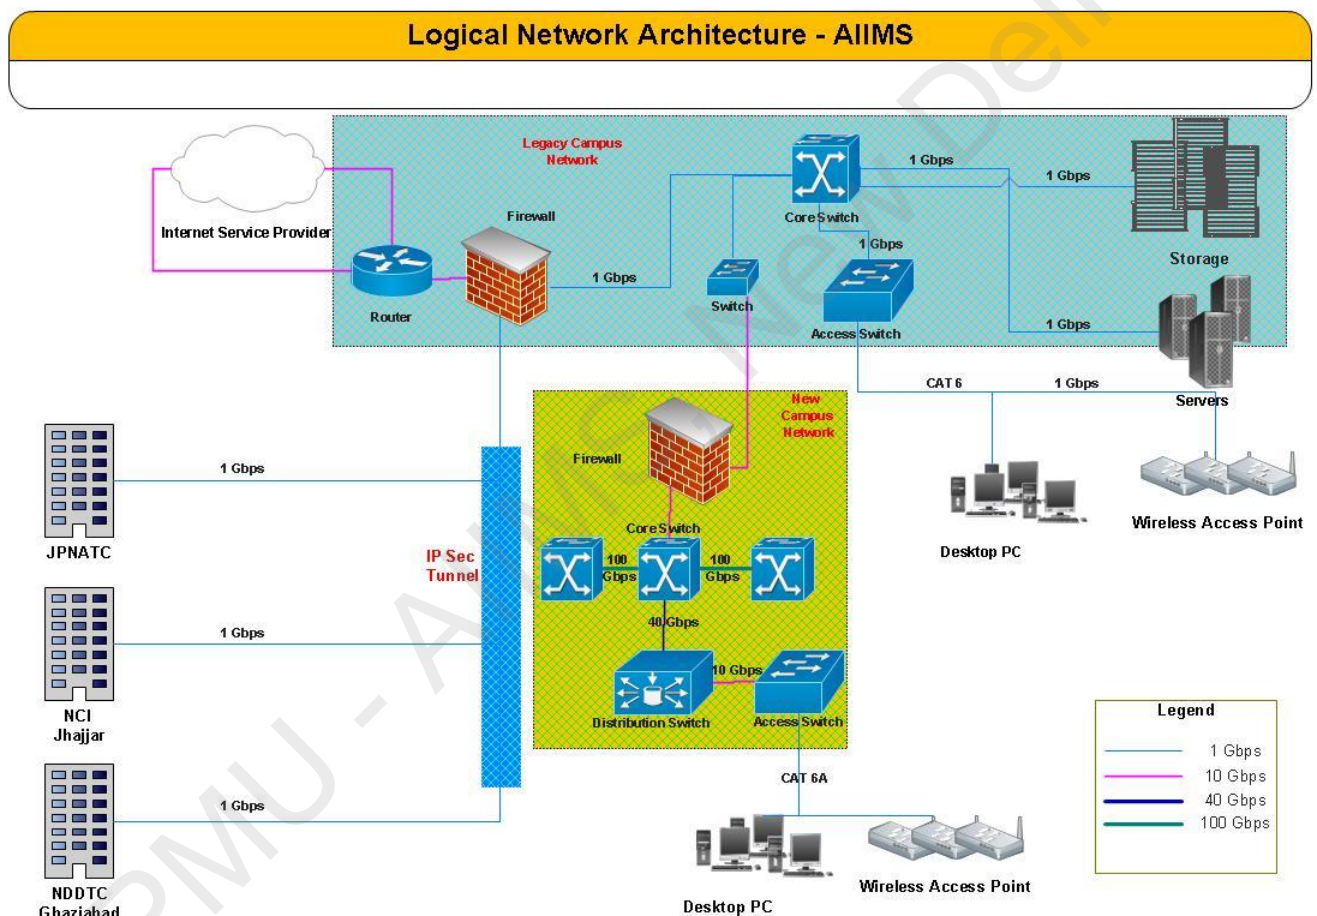 Logical Network Architecture - AIIMS
Legacy Campus
Network
Internet Service Provider
Firewall
Router
1 Gbps
Switch
Core Switch
1 Gbps
Access Switch
1 Gbps
1 Gbps
Storage
1 Gbps
Servers
CAT 6
1 Gbps
Desktop PC
Wireless Access Point
New
Campus
Network
Firewall
Core Switch
100
Gbps
100
Gbps
40 Gbps
10 Gbps
Distribution Switch
Access Switch
CAT 6A
Desktop PC
Wireless Access Point
IP Sec
Tunnel
1 Gbps
JPNATC
1 Gbps
NCI
Jhajjar
1 Gbps
NDDTC
Ghaziabad
Legend
1 Gbps
10 Gbps
40 Gbps
100 Gbps
PMU - AIIMS, New Delhi